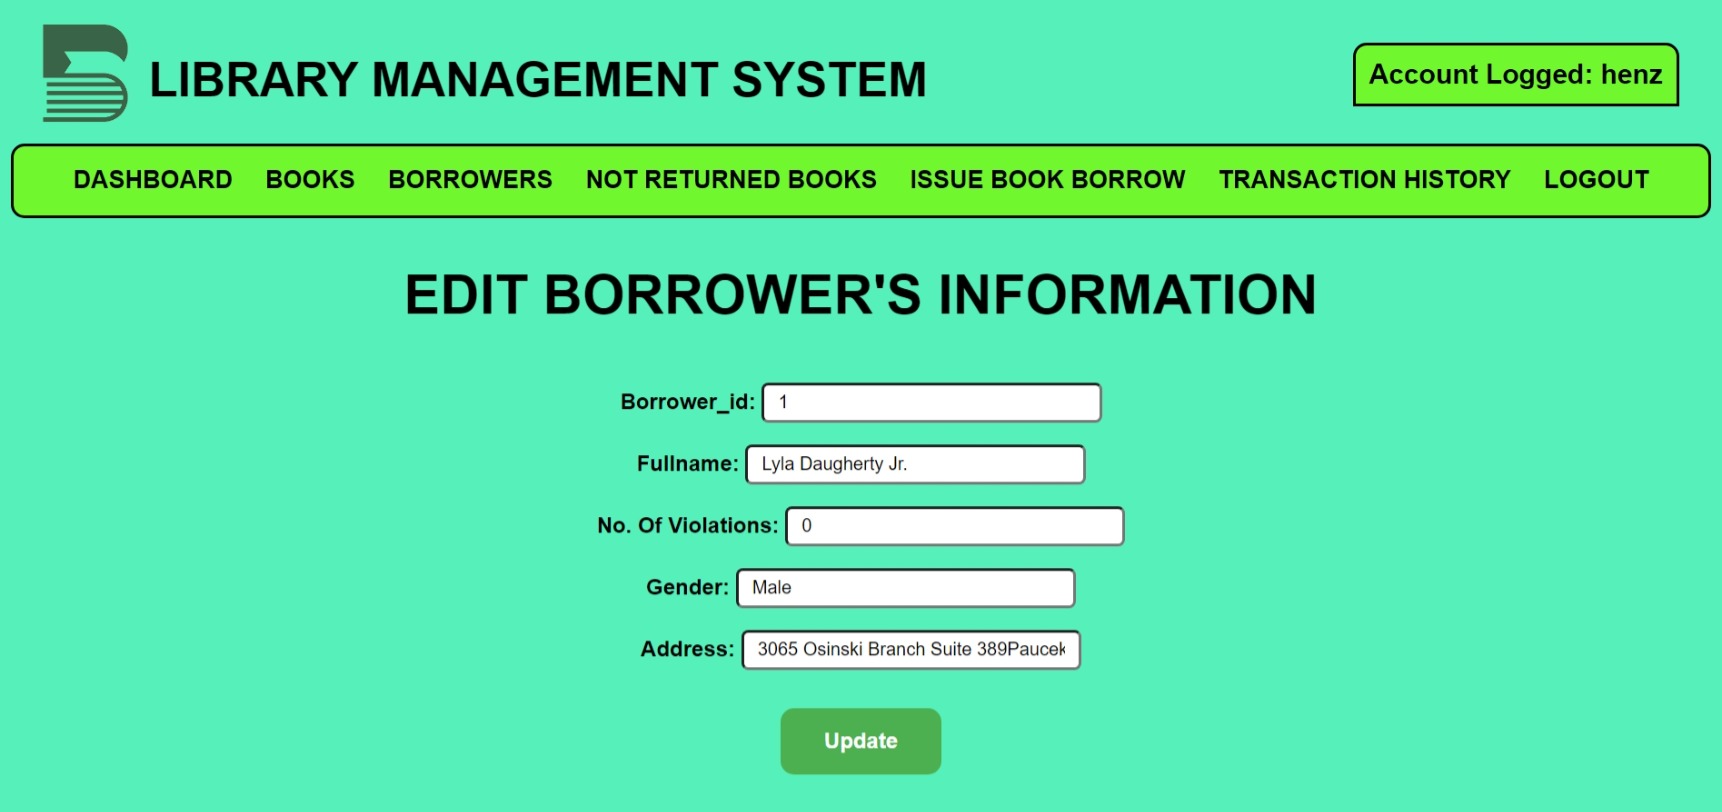 LIBRARY MANAGEMENT SYSTEM
Account Logged: henz
DASHBOARD BOOKS BORROWERS NOT RETURNED BOOKS ISSUE BOOK BORROW TRANSACTION HISTORY LOGOUT
EDIT BORROWER'S INFORMATION
Borrower_id: 1
Fullname: Lyla Daugherty Jr.
No. Of Violations: 0
Gender: Male
Address: 3065 Osinski Branch Suite 389Paucek
Update